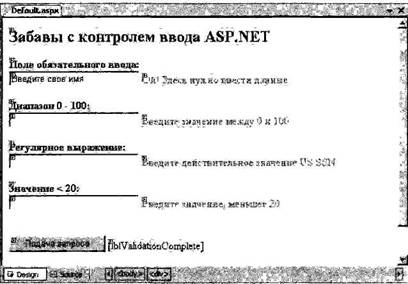 Default.aspx
Забавы с контролем ввода ASP.NET
Поле обязательного ввода:
Введите свое имя Ой! Здесь нужно ввести данные
Диапазон 0 - 100:
Введите значение между 0 и 100
Регулярное выражение:
Введите действительное значение US SSN
Значение < 20:
Введите значение, меньшее 20
Подача запроса [lblValidationComplete]
Design Source <body> <div>